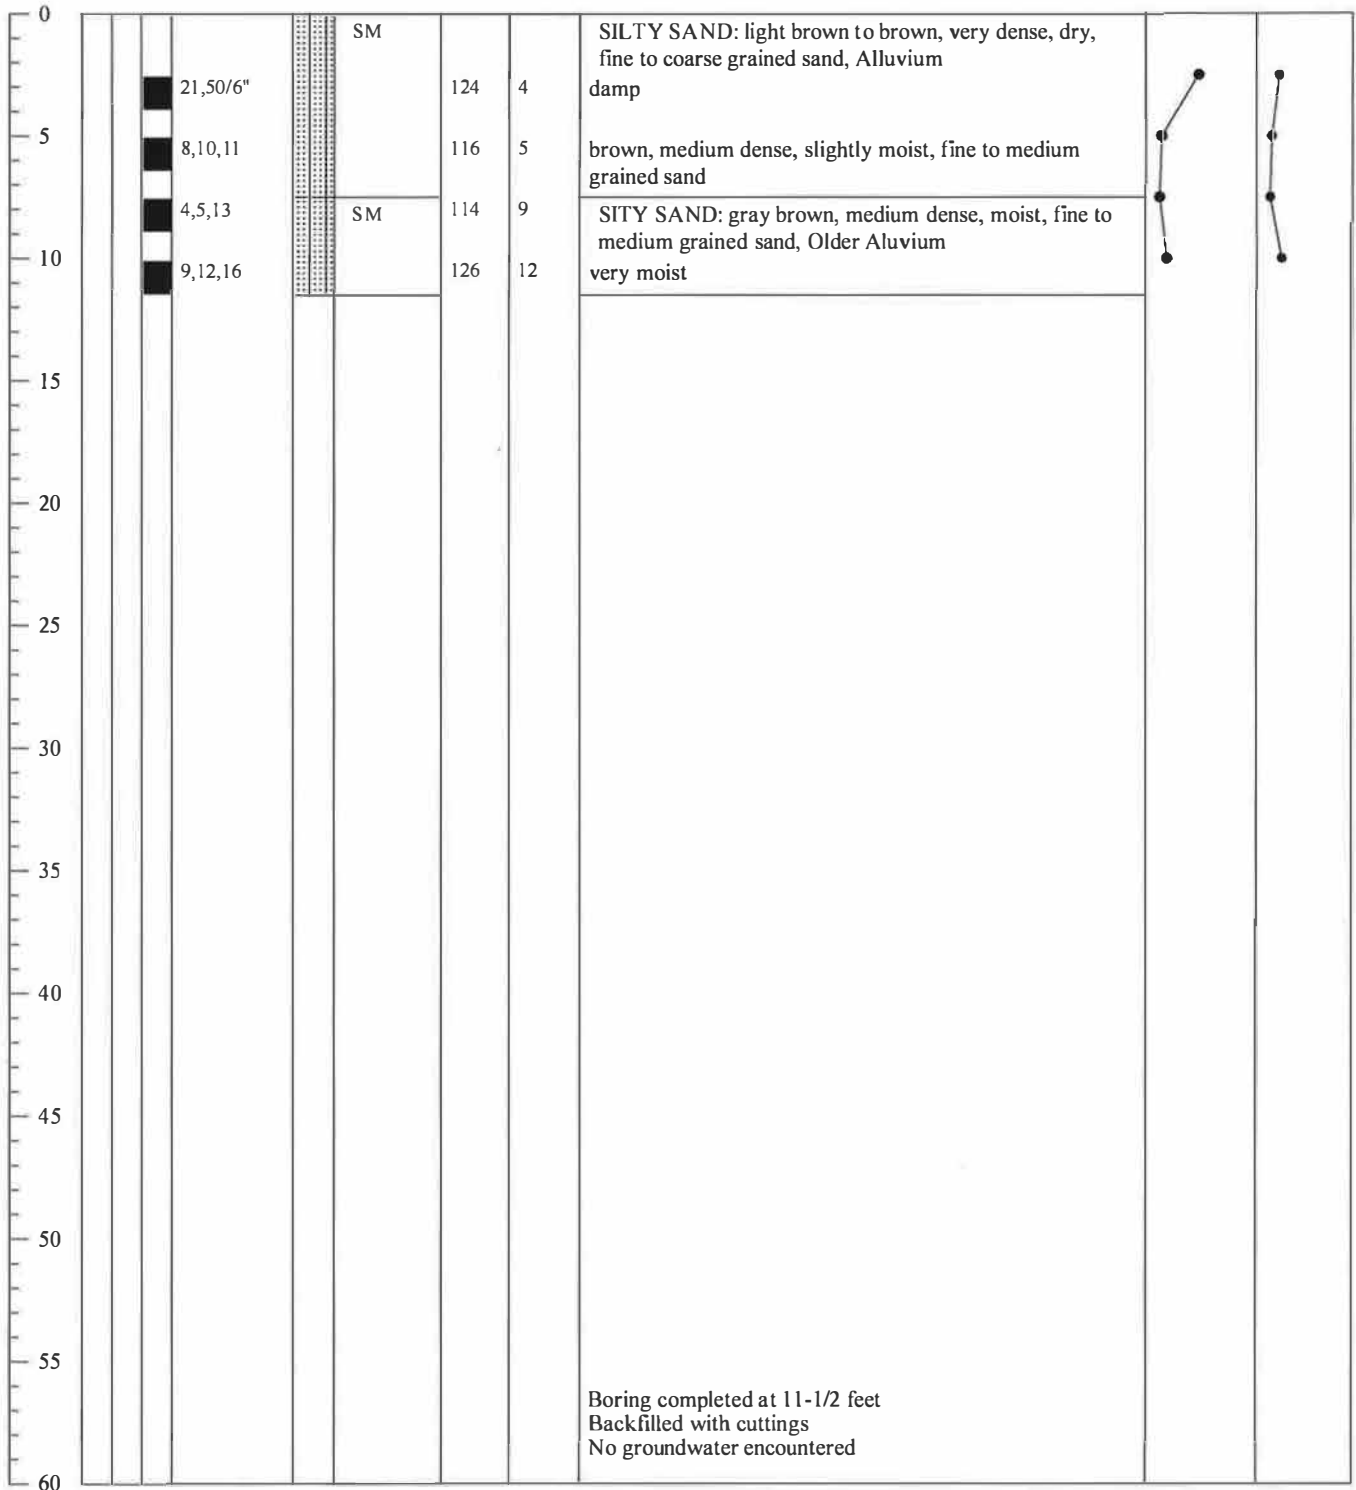 0
SM
SILTY SAND: light brown to brown, very dense, dry,
fine to coarse grained sand, Alluvium
21,50/6" 124 4 damp
5
8,10,11 116 5 brown, medium dense, slightly moist, fine to medium
grained sand
4,5,13 SM 114 9 SITY SAND: gray brown, medium dense, moist, fine to
medium grained sand, Older Aluvium
10
9,12,16 126 12 very moist
15
20
25
30
35
40
45
50
55
Boring completed at 11-1/2 feet
Backfilled with cuttings
No groundwater encountered
60